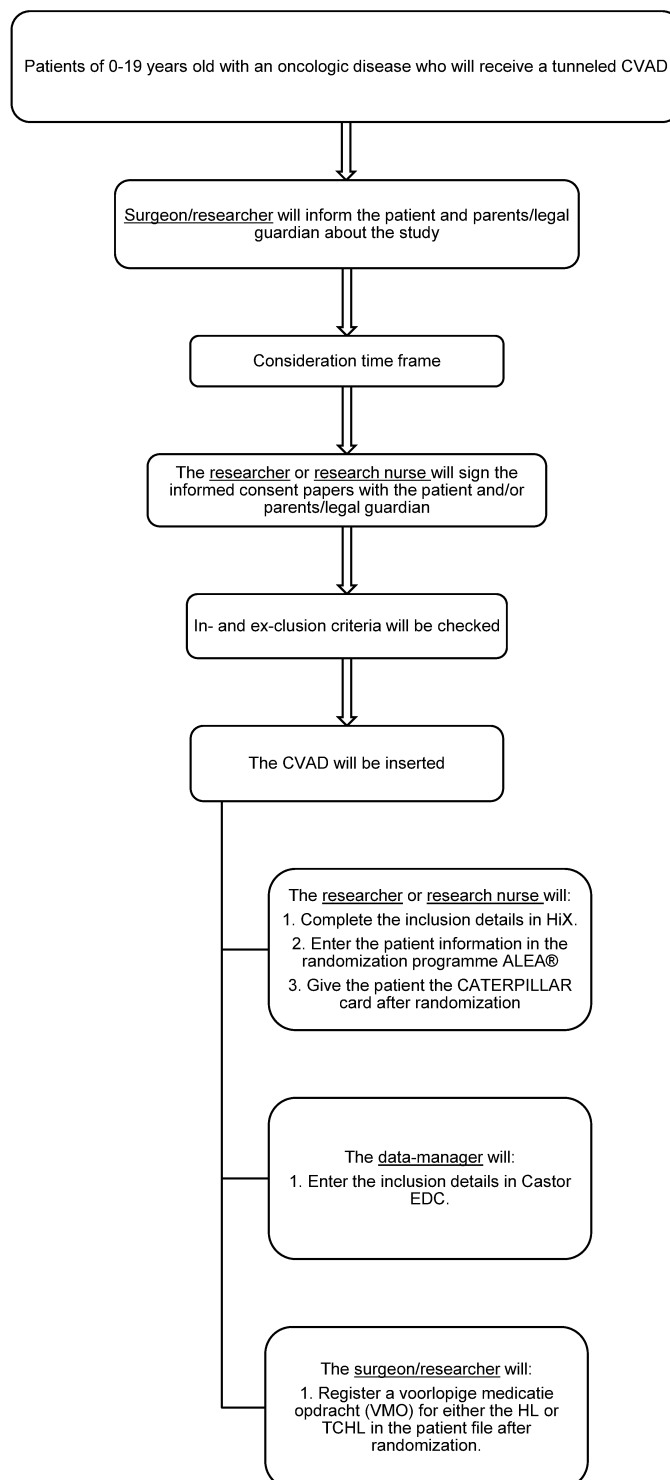 Patients of 0-19 years old with an oncologic disease who will receive a tunneled CVAD
Surgeon/researcher will inform the patient and parents/legal
guardian about the study
Consideration time frame
The researcher or research nurse will sign the
informed consent papers with the patient and/or
parents/legal guardian
In- and ex-clusion criteria will be checked
The CVAD will be inserted
The researcher or research nurse will:
1. Complete the inclusion details in HiX.
2. Enter the patient information in the
randomization programme ALEA®
3. Give the patient the CATERPILLAR
card after randomization
The data-manager will:
1. Enter the inclusion details in Castor
EDC.
The surgeon/researcher will:
1. Register a voorlopige medicatie
opdracht (VMO) for either the HL or
TCHL in the patient file after
randomization.